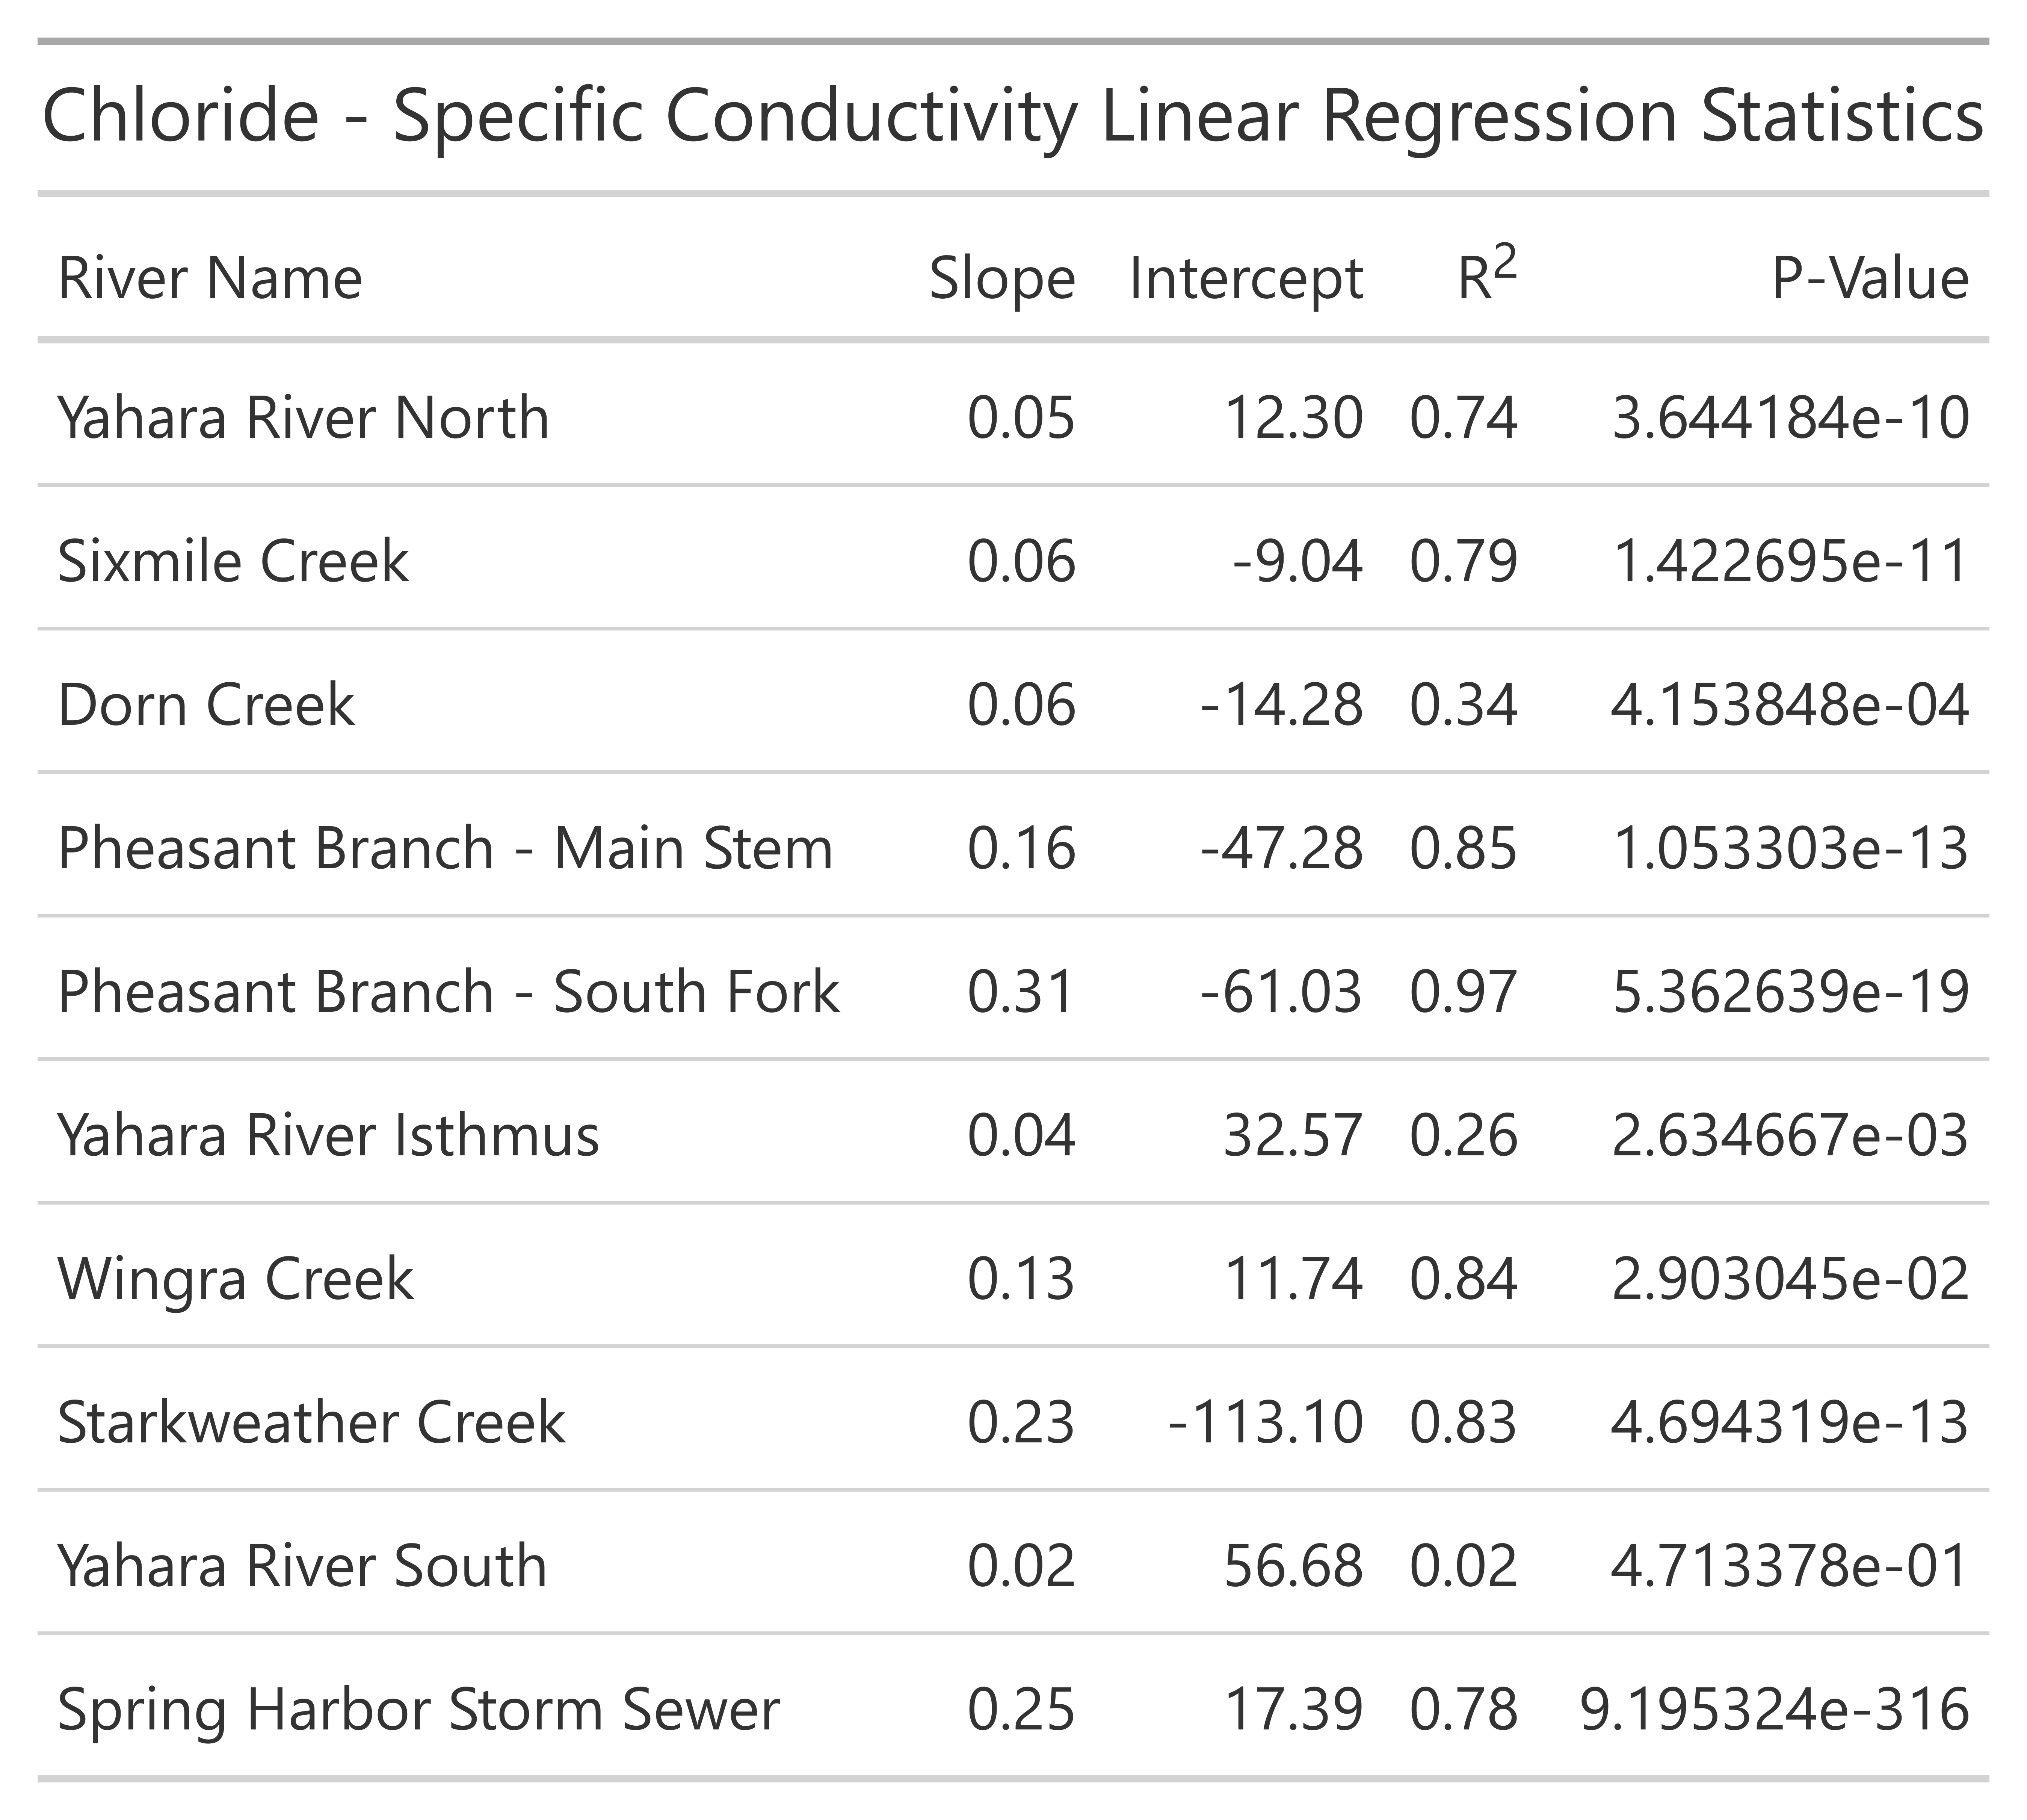 Chloride - Specific Conductivity Linear Regression Statistics
River Name Slope Intercept R² P-Value
Yahara River North 0.05 12.30 0.74 3.644184e-10
Sixmile Creek 0.06 -9.04 0.79 1.422695e-11
Dorn Creek 0.06 -14.28 0.34 4.153848e-04
Pheasant Branch - Main Stem 0.16 -47.28 0.85 1.053303e-13
Pheasant Branch - South Fork 0.31 -61.03 0.97 5.362639e-19
Yahara River Isthmus 0.04 32.57 0.26 2.634667e-03
Wingra Creek 0.13 11.74 0.84 2.903045e-02
Starkweather Creek 0.23 -113.10 0.83 4.694319e-13
Yahara River South 0.02 56.68 0.02 4.713378e-01
Spring Harbor Storm Sewer 0.25 17.39 0.78 9.195324e-316